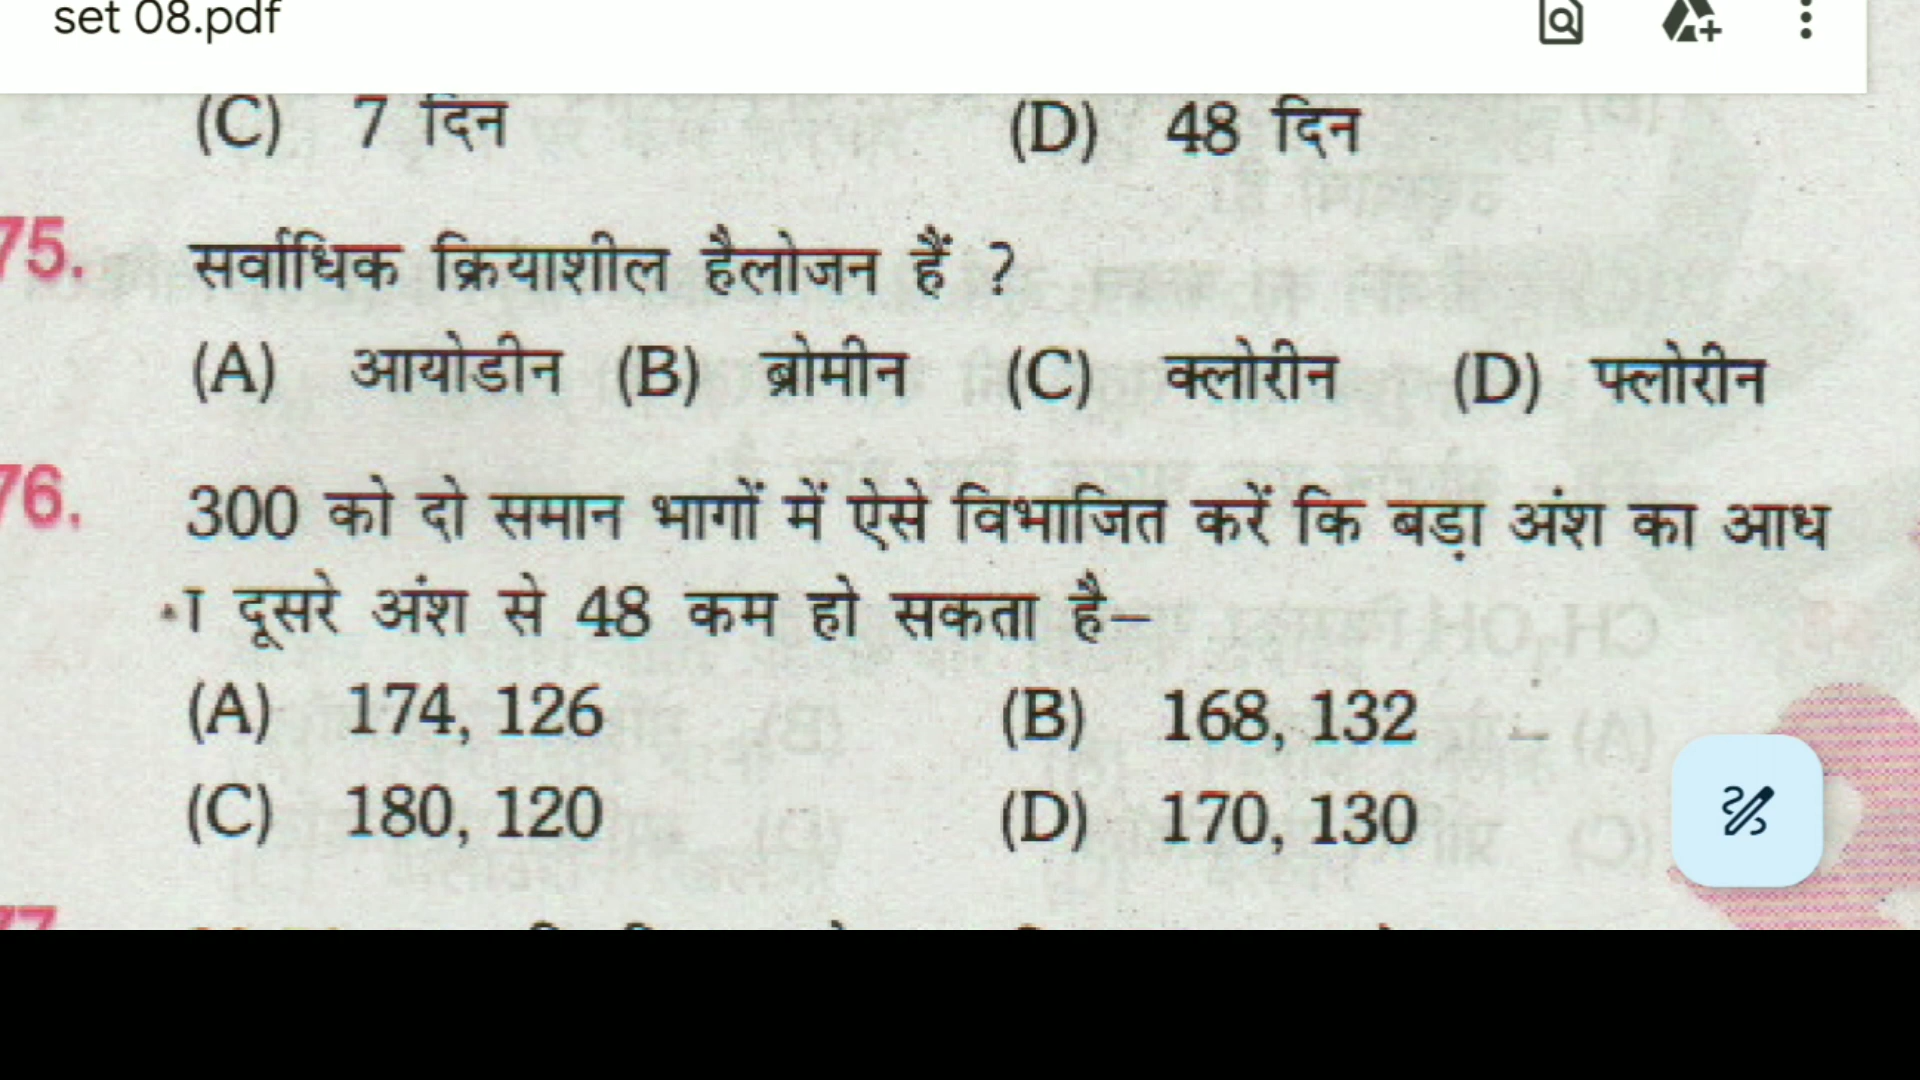 set 08.pdf
(C) 7 दिन (D) 48 दिन
75. सर्वाधिक क्रियाशील हैलोजन हैं ?
(A) आयोडीन (B) ब्रोमीन (C) क्लोरीन (D) फ्लोरीन
76. 300 को दो समान भागों में ऐसे विभाजित करें कि बड़ा अंश का आध
ा दूसरे अंश से 48 कम हो सकता है–
(A) 174, 126 (B) 168, 132
(C) 180, 120 (D) 170, 130